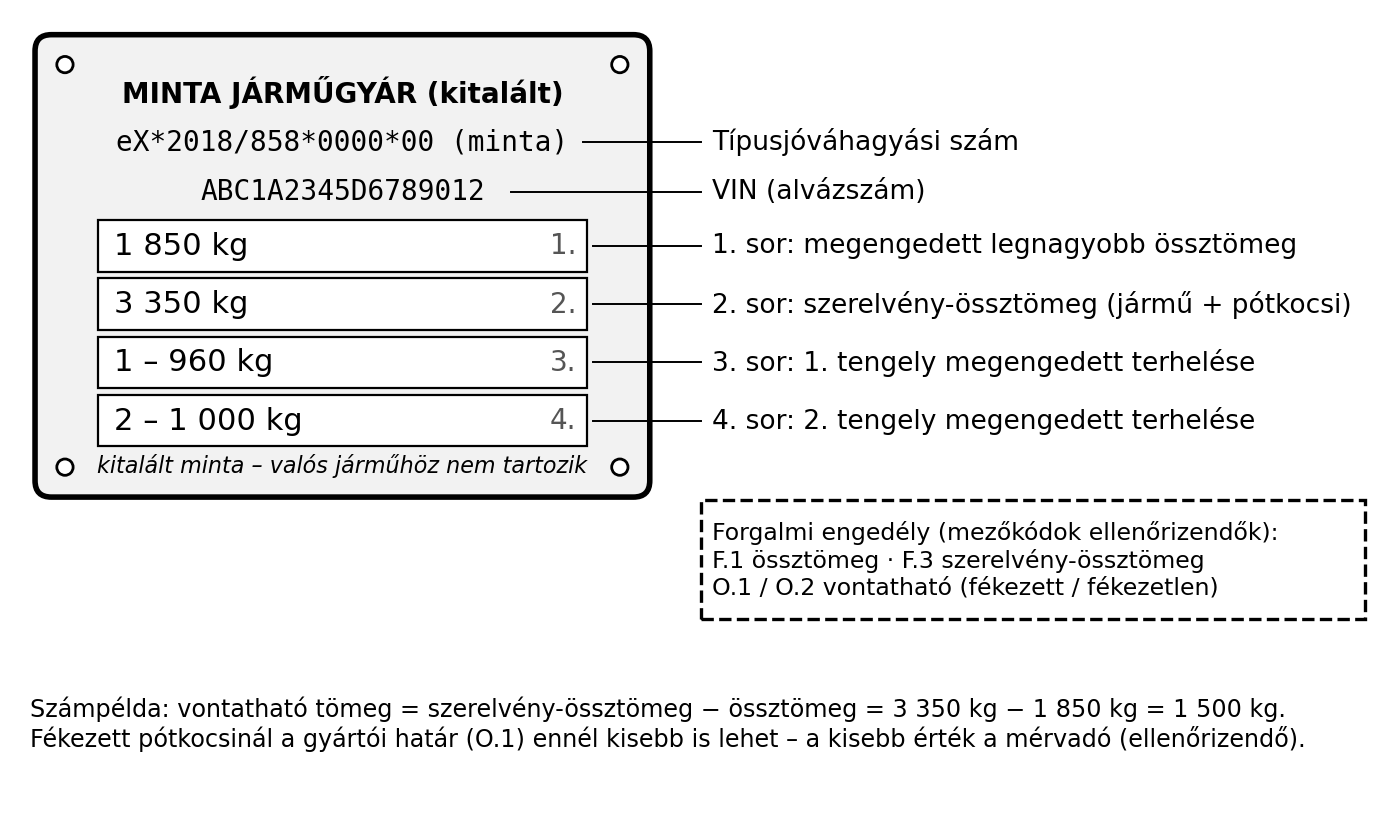 MINTA JÁRMŰGYÁR (kitalált)
eX*2018/858*0000*00 (minta)
Típusjóváhagyási szám
ABC1A2345D6789012
VIN (alvázszám)
1 850 kg 1.
1. sor: megengedett legnagyobb össztömeg
3 350 kg 2.
2. sor: szerelvény-össztömeg (jármű + pótkocsi)
1 – 960 kg 3.
3. sor: 1. tengely megengedett terhelése
2 – 1 000 kg 4.
4. sor: 2. tengely megengedett terhelése
kitalált minta – valós járműhöz nem tartozik
Forgalmi engedély (mezőkódok ellenőrizendők):
F.1 össztömeg · F.3 szerelvény-össztömeg
O.1 / O.2 vontatható (fékezett / fékezetlen)
Számpélda: vontatható tömeg = szerelvény-össztömeg − össztömeg = 3 350 kg − 1 850 kg = 1 500 kg.
Fékezett pótkocsinál a gyártói határ (O.1) ennél kisebb is lehet – a kisebb érték a mérvadó (ellenőrizendő).